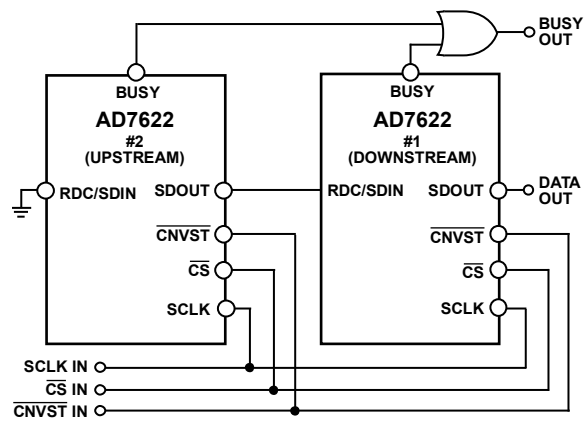 BUSY
OUT
BUSY
AD7622
#2
(UPSTREAM)
RDC/SDIN
SDOUT
CNVST
CS
SCLK
BUSY
AD7622
#1
(DOWNSTREAM)
RDC/SDIN
SDOUT
CNVST
CS
SCLK
DATA
OUT
SCLK IN
CS IN
CNVST IN